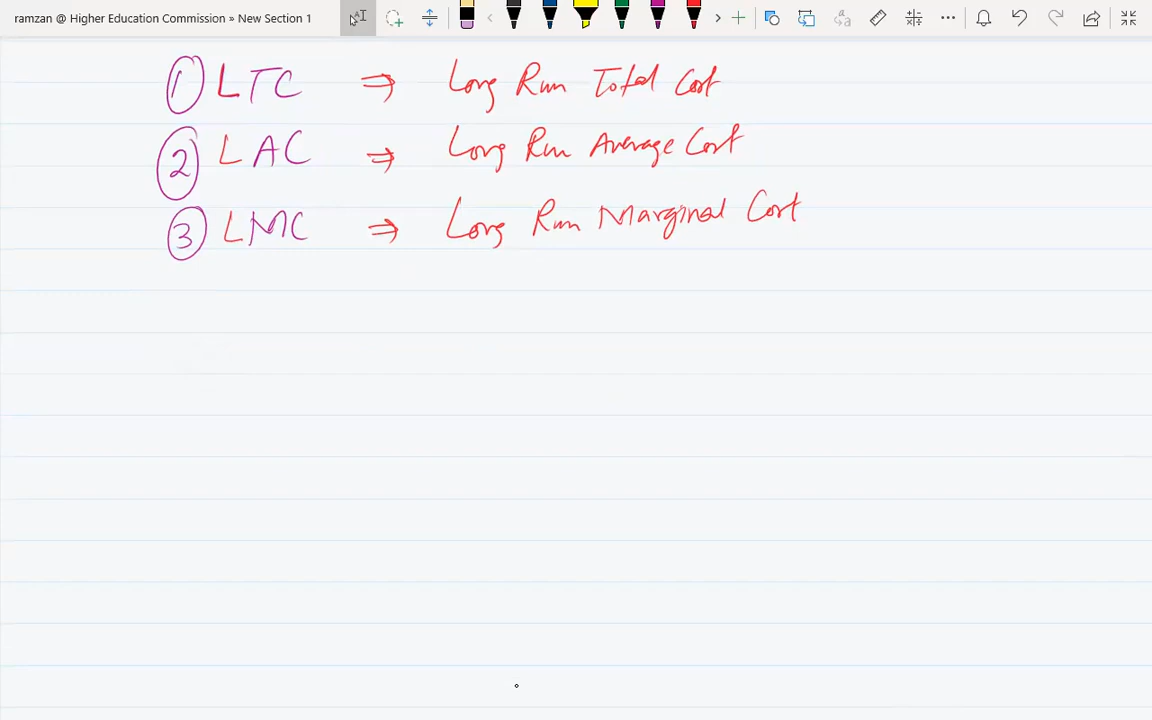 ramzan @ Higher Education Commission » New Section 1
① LTC ⇒ Long Run Total Cost
② LAC ⇒ Long Run Average Cost
③ LMC ⇒ Long Run Marginal Cost